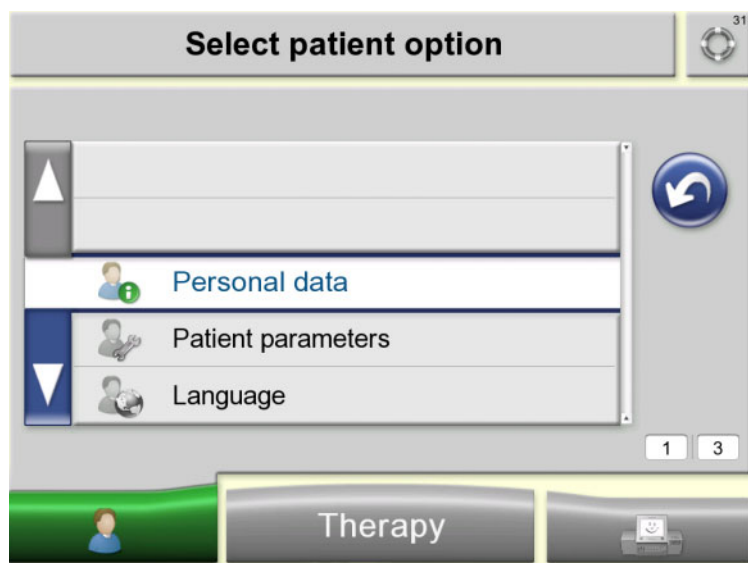 Select patient option
31
Personal data
Patient parameters
Language
1 3
Therapy